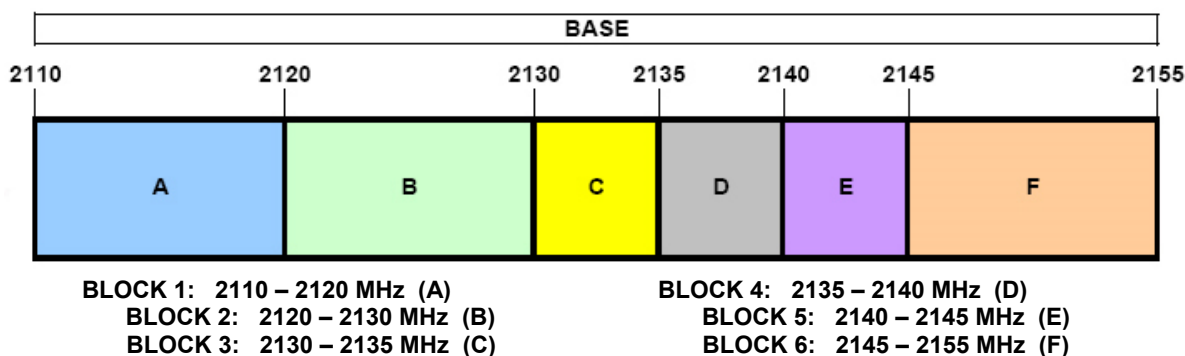 BASE
2110 2120 2130 2135 2140 2145 2155
A B C D E F
BLOCK 1: 2110 – 2120 MHz (A)
BLOCK 2: 2120 – 2130 MHz (B)
BLOCK 3: 2130 – 2135 MHz (C)
BLOCK 4: 2135 – 2140 MHz (D)
BLOCK 5: 2140 – 2145 MHz (E)
BLOCK 6: 2145 – 2155 MHz (F)